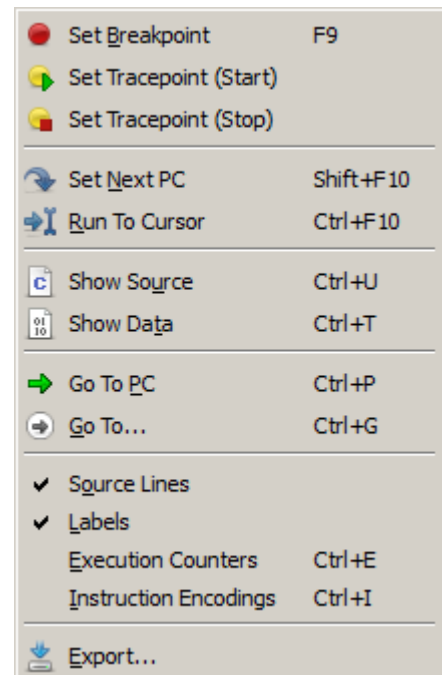 Set Breakpoint F9
Set Tracepoint (Start)
Set Tracepoint (Stop)
Set Next PC Shift+F10
Run To Cursor Ctrl+F10
Show Source Ctrl+U
Show Data Ctrl+T
Go To PC Ctrl+P
Go To... Ctrl+G
Source Lines
Labels
Execution Counters Ctrl+E
Instruction Encodings Ctrl+I
Export...